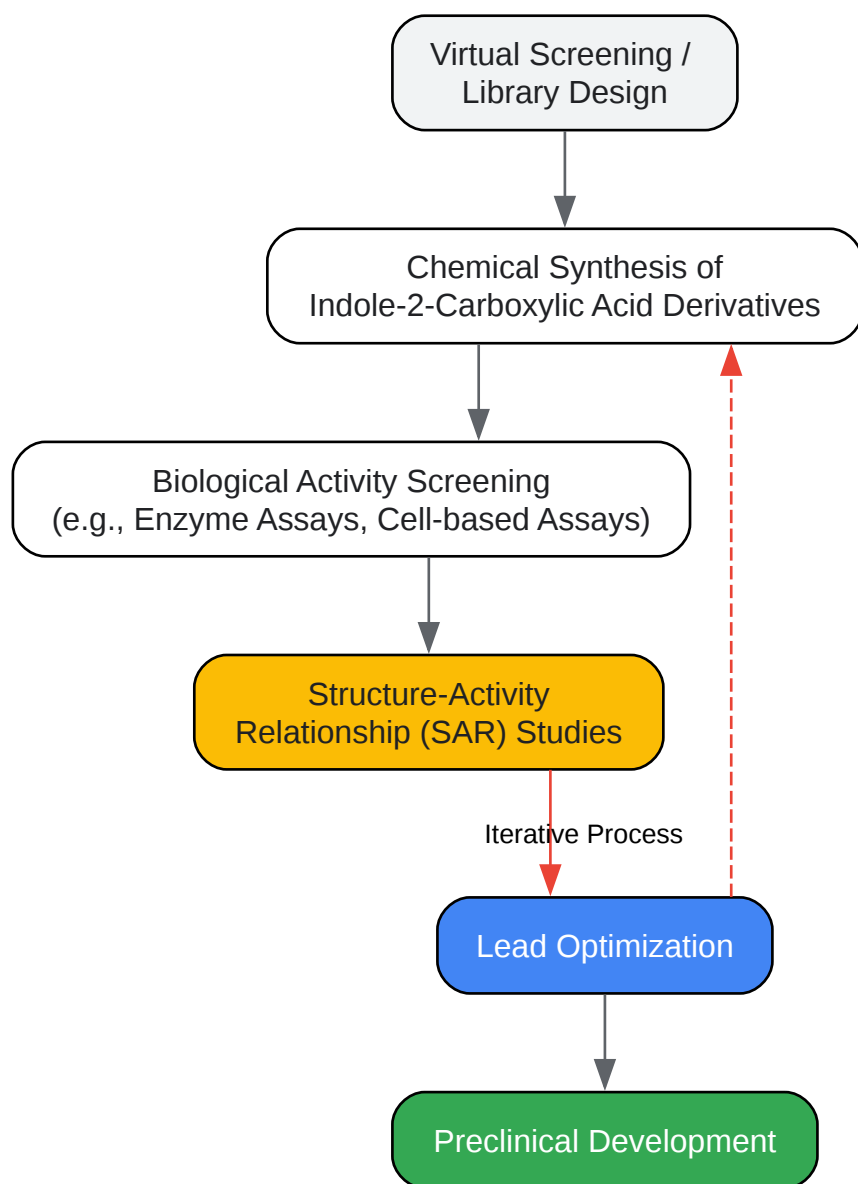 Virtual Screening /
Library Design
Chemical Synthesis of
Indole-2-Carboxylic Acid Derivatives
Biological Activity Screening
(e.g., Enzyme Assays, Cell-based Assays)
Structure-Activity
Relationship (SAR) Studies
Iterative Process
Lead Optimization
Preclinical Development